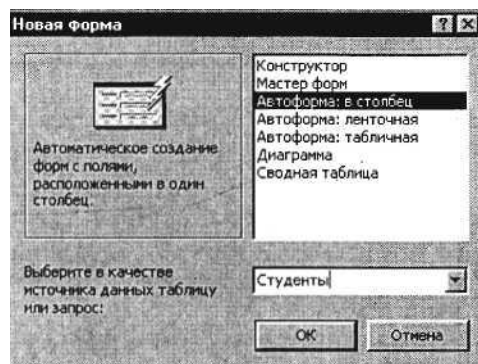 Новая форма
Автоматическое создание
форм с полями,
расположенными в один
столбец.
Конструктор
Мастер форм
Автоформа: в столбец
Автоформа: ленточная
Автоформа: табличная
Диаграмма
Сводная таблица
Выберите в качестве
источника данных таблицу
или запрос:
Студенты
ОК
Отмена